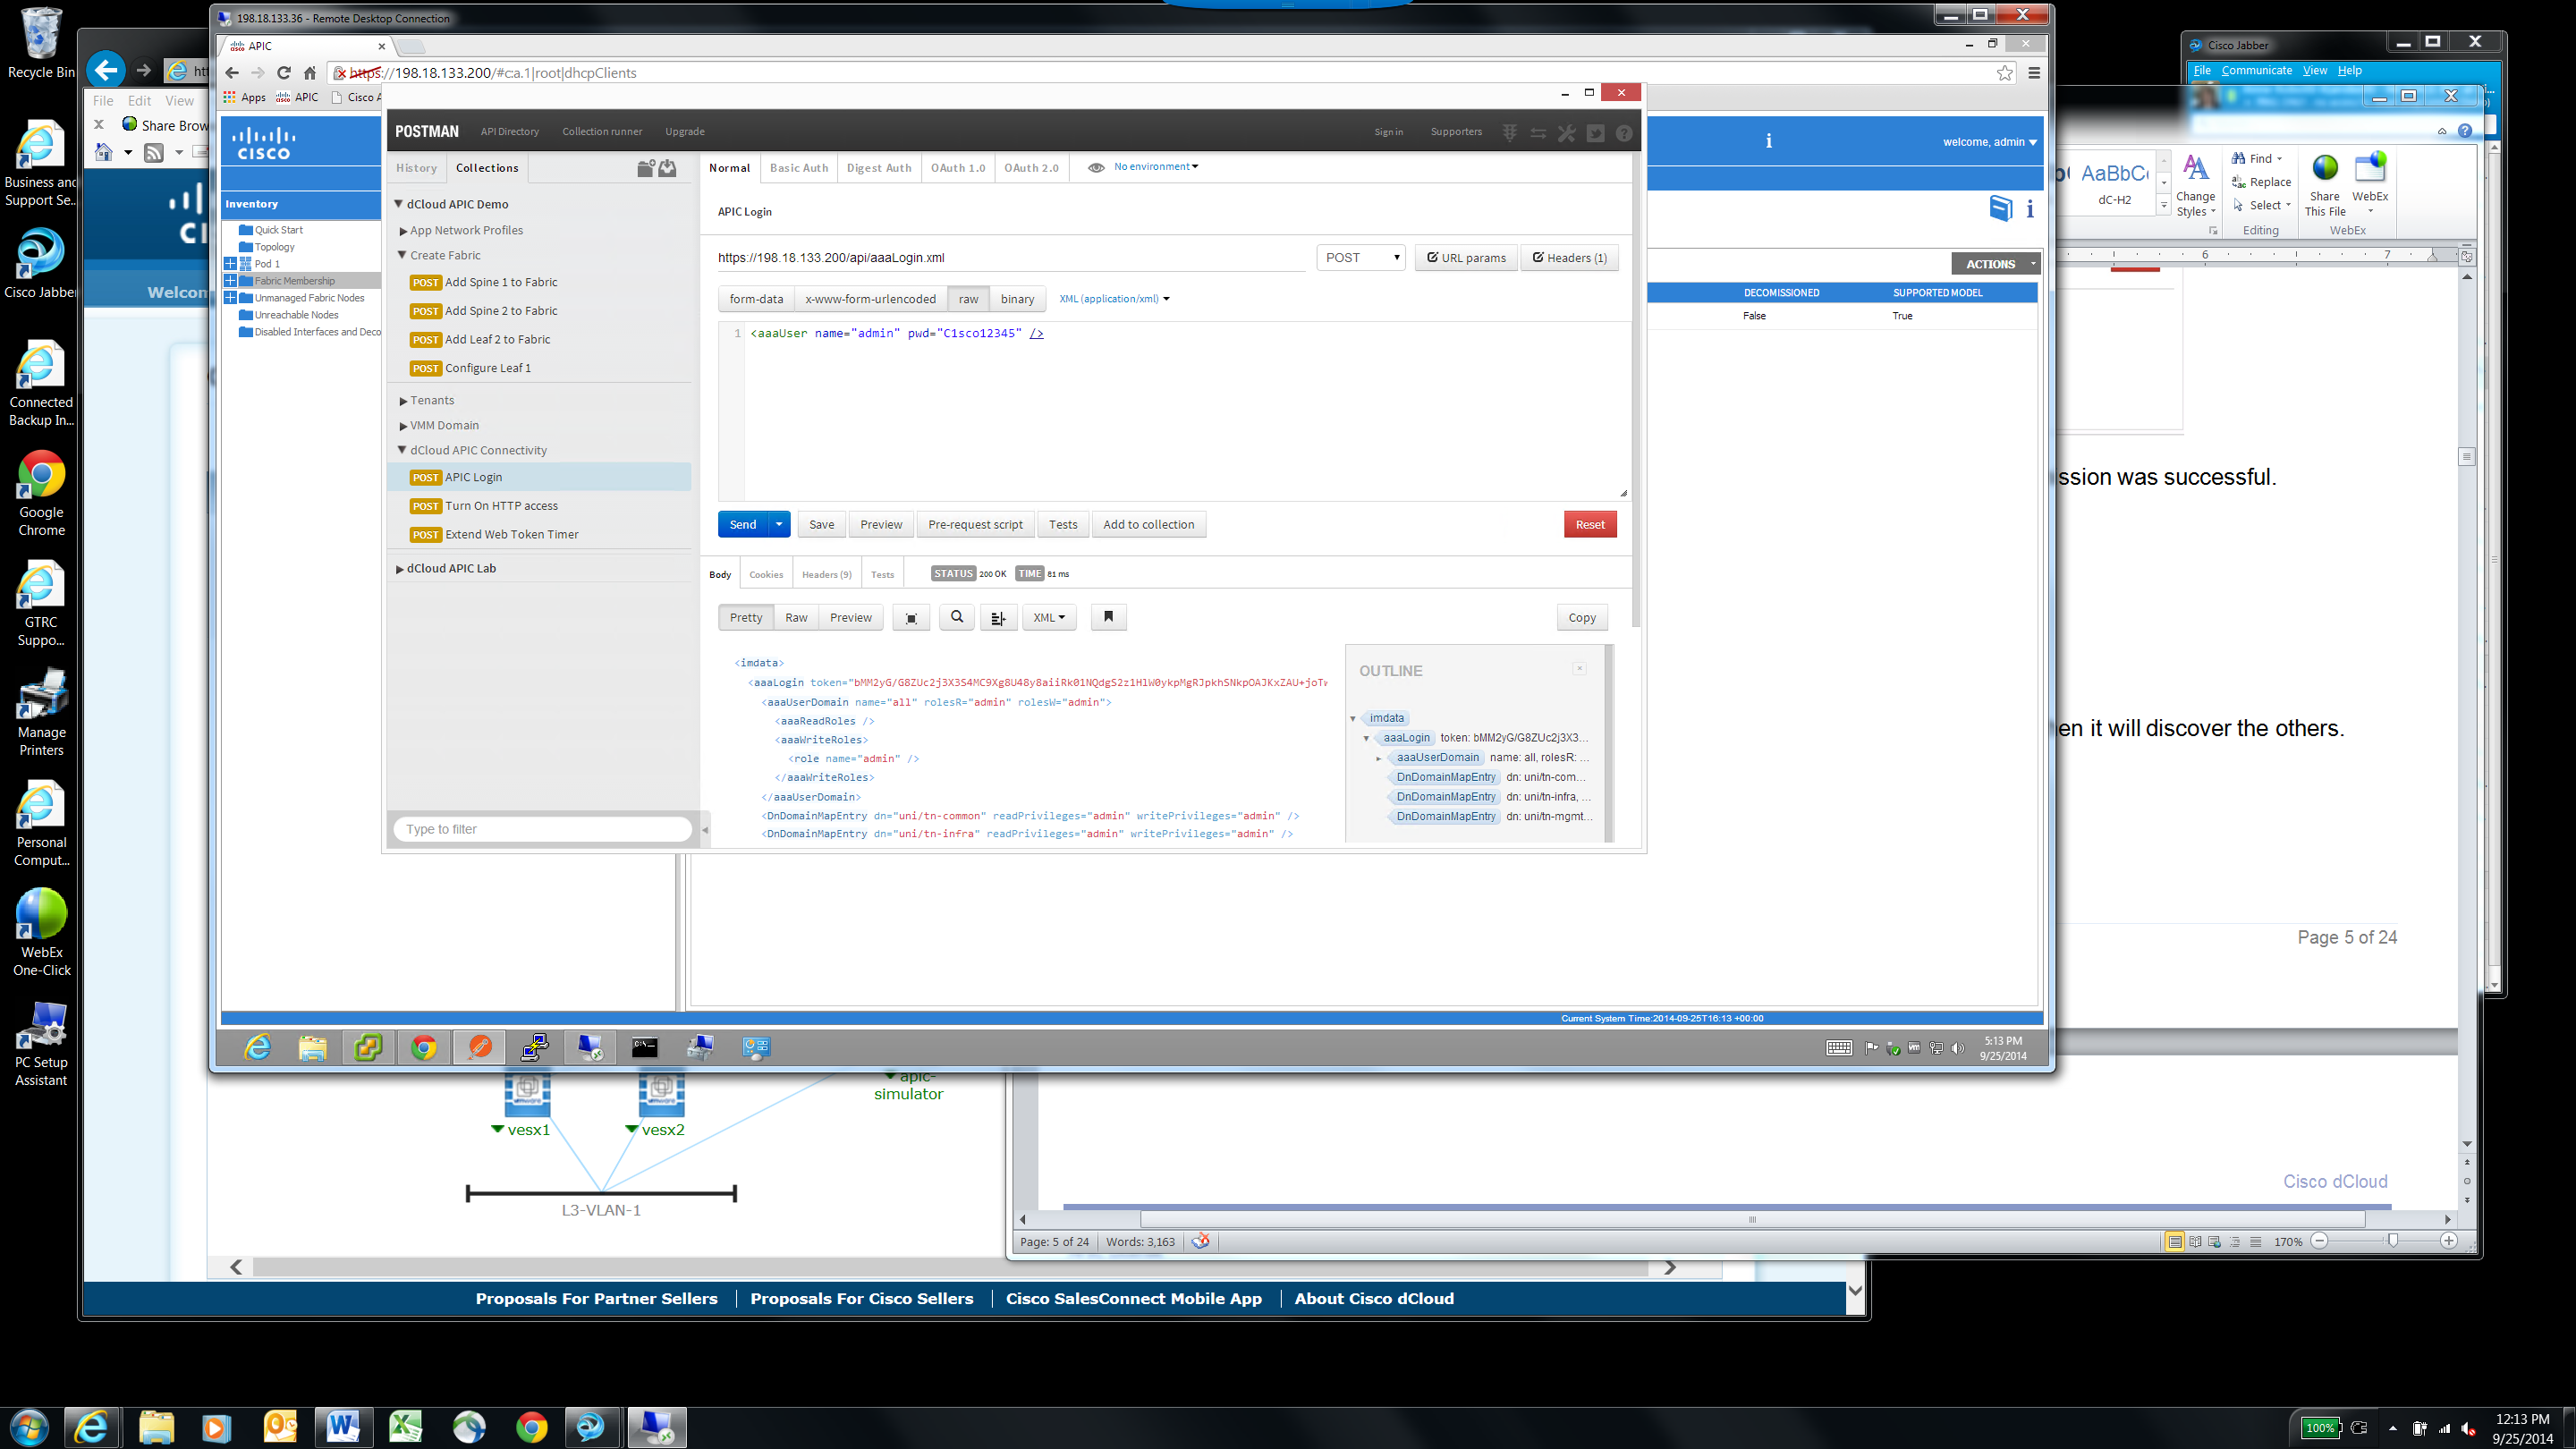 198.18.133.36 - Remote Desktop Connection
Recycle Bin
Business and
Support Se...
Cisco Jabber
Connected
Backup In...
Google
Chrome
GTRC
Suppo...
Manage
Printers
Personal
Comput...
WebEx
One-Click
PC Setup
Assistant
File Edit View
Share Brow
CISCO
Welcom
APIC
https://198.18.133.200/#c:a.1|root|dhcpClients
Apps APIC Cisco A
CISCO
welcome, admin
Inventory
Quick Start
Topology
Pod 1
Fabric Membership
Unmanaged Fabric Nodes
Unreachable Nodes
Disabled Interfaces and Deco
ACTIONS
DECOMISSIONED SUPPORTED MODEL
False True
POSTMAN API Directory Collection runner Upgrade Sign in Supporters
History Collections
dCloud APIC Demo
App Network Profiles
Create Fabric
POST Add Spine 1 to Fabric
POST Add Spine 2 to Fabric
POST Add Leaf 2 to Fabric
POST Configure Leaf 1
Tenants
VMM Domain
dCloud APIC Connectivity
POST APIC Login
POST Turn On HTTP access
POST Extend Web Token Timer
dCloud APIC Lab
Type to filter
Normal Basic Auth Digest Auth OAuth 1.0 OAuth 2.0 No environment
APIC Login
https://198.18.133.200/api/aaaLogin.xml POST URL params Headers (1)
form-data x-www-form-urlencoded raw binary XML (application/xml)
1 <aaaUser name="admin" pwd="C1sco12345" />
Send Save Preview Pre-request script Tests Add to collection Reset
Body Cookies Headers (9) Tests STATUS 200 OK TIME 81 ms
Pretty Raw Preview XML Copy
<imdata>
<aaaLogin token="bMM2yG/G8ZUc2j3X3S4MC9Xg8U48y8aiiRk01NQdgS2z1HlW0ykpMgRJpkhSNkpOAJKxZAU+joTw
<aaaUserDomain name="all" rolesR="admin" rolesW="admin">
<aaaReadRoles />
<aaaWriteRoles>
<role name="admin" />
</aaaWriteRoles>
</aaaUserDomain>
<DnDomainMapEntry dn="uni/tn-common" readPrivileges="admin" writePrivileges="admin" />
<DnDomainMapEntry dn="uni/tn-infra" readPrivileges="admin" writePrivileges="admin" />
OUTLINE
imdata
aaaLogin token: bMM2yG/G8ZUc2j3X3...
aaaUserDomain name: all, rolesR: ...
DnDomainMapEntry dn: uni/tn-com...
DnDomainMapEntry dn: uni/tn-infra, ...
DnDomainMapEntry dn: uni/tn-mgmt...
Current System Time:2014-09-25T16:13 +00:00
5:13 PM
9/25/2014
Cisco Jabber
File Communicate View Help
AaBbC
dC-H2
Change
Styles
Find
Replace
Select
Editing
Share
This File
WebEx
WebEx
6 7
ssion was successful.
en it will discover the others.
Page 5 of 24
Cisco dCloud
Page: 5 of 24 Words: 3,163 170%
apic-
simulator
vesx1 vesx2
L3-VLAN-1
Proposals For Partner Sellers Proposals For Cisco Sellers Cisco SalesConnect Mobile App About Cisco dCloud
100%
12:13 PM
9/25/2014